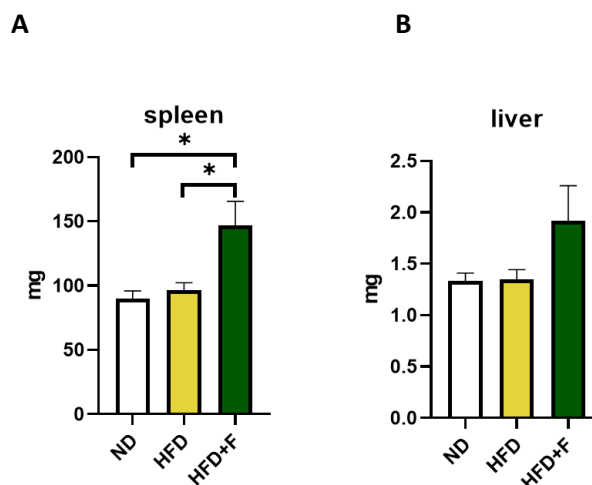 A
B
spleen
*
*
mg
200
150
100
50
0
ND
HFD
HFD+F
liver
mg
2.5
2.0
1.5
1.0
0.5
0.0
ND
HFD
HFD+F